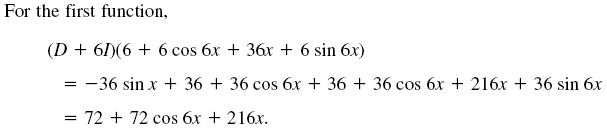 For the first function,
(D + 6I)(6 + 6 cos 6x + 36x + 6 sin 6x)
= −36 sin x + 36 + 36 cos 6x + 36 + 36 cos 6x + 216x + 36 sin 6x
= 72 + 72 cos 6x + 216x.